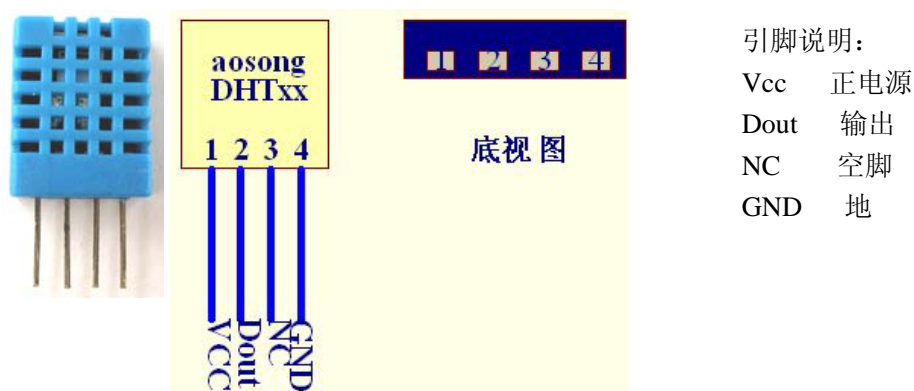 aosong
DHTxx
1 2 3 4
VCC
Dout
NC
GND
1 2 3 4
底视图
引脚说明：
Vcc 正电源
Dout 输出
NC 空脚
GND 地